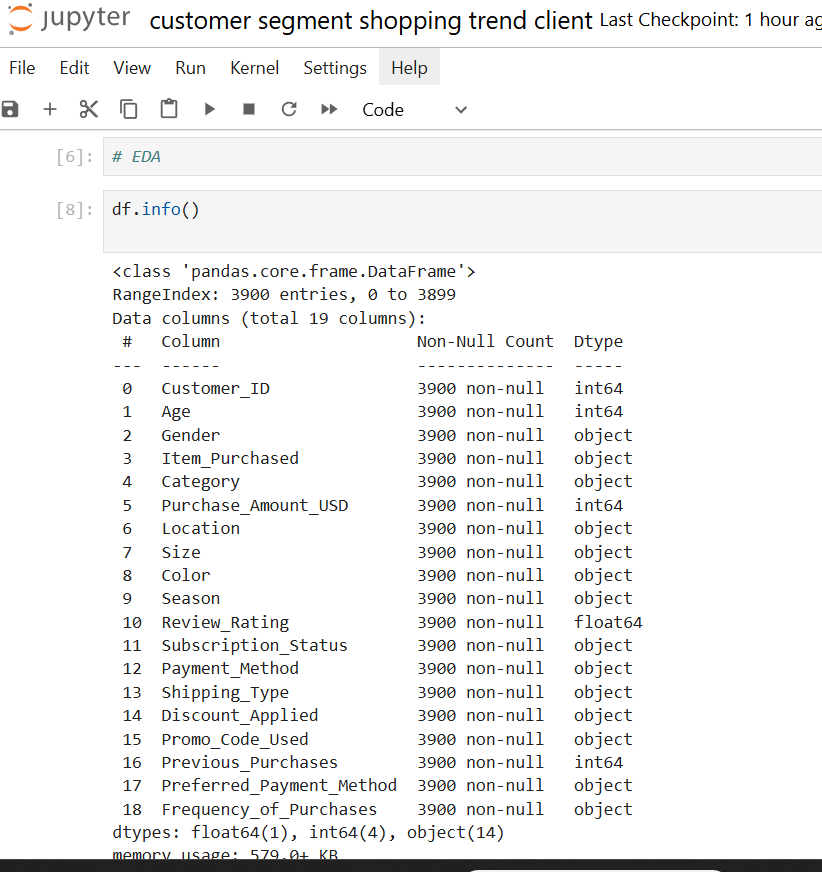 jupyter customer segment shopping trend client Last Checkpoint: 1 hour ag
File Edit View Run Kernel Settings Help
Code
[6]: # EDA
[8]: df.info()
<class 'pandas.core.frame.DataFrame'>
RangeIndex: 3900 entries, 0 to 3899
Data columns (total 19 columns):
# Column Non-Null Count Dtype
--- ------ -------------- -----
0 Customer_ID 3900 non-null int64
1 Age 3900 non-null int64
2 Gender 3900 non-null object
3 Item_Purchased 3900 non-null object
4 Category 3900 non-null object
5 Purchase_Amount_USD 3900 non-null int64
6 Location 3900 non-null object
7 Size 3900 non-null object
8 Color 3900 non-null object
9 Season 3900 non-null object
10 Review_Rating 3900 non-null float64
11 Subscription_Status 3900 non-null object
12 Payment_Method 3900 non-null object
13 Shipping_Type 3900 non-null object
14 Discount_Applied 3900 non-null object
15 Promo_Code_Used 3900 non-null object
16 Previous_Purchases 3900 non-null int64
17 Preferred_Payment_Method 3900 non-null object
18 Frequency_of_Purchases 3900 non-null object
dtypes: float64(1), int64(4), object(14)
memory usage: 579.0+ KB